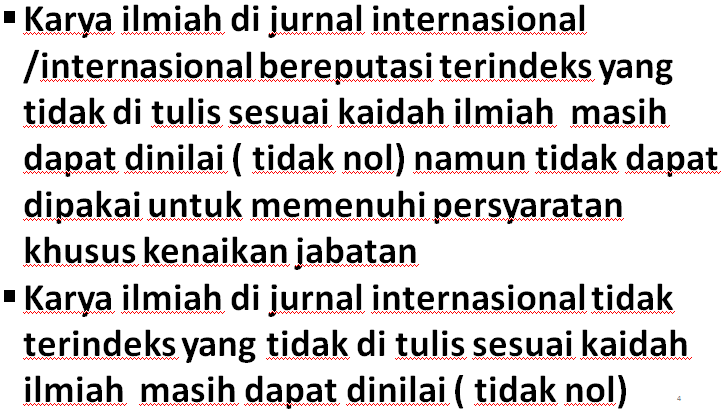 ▪ Karya ilmiah di jurnal internasional
/internasional bereputasi terindeks yang
tidak di tulis sesuai kaidah ilmiah masih
dapat dinilai ( tidak nol) namun tidak dapat
dipakai untuk memenuhi persyaratan
khusus kenaikan jabatan
▪ Karya ilmiah di jurnal internasional tidak
terindeks yang tidak di tulis sesuai kaidah
ilmiah masih dapat dinilai ( tidak nol)
4